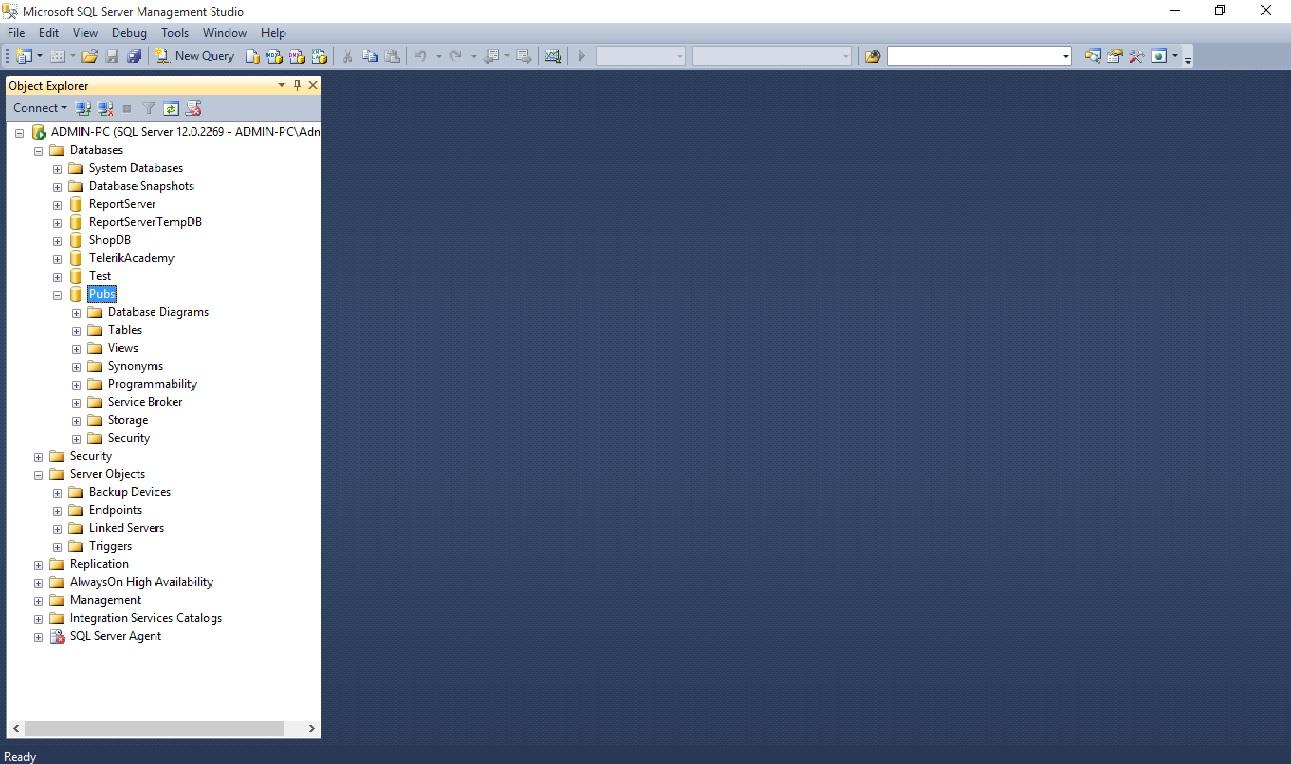 Microsoft SQL Server Management Studio
File Edit View Debug Tools Window Help
New Query
Object Explorer
Connect
ADMIN-PC (SQL Server 12.0.2269 - ADMIN-PC\Adn
Databases
System Databases
Database Snapshots
ReportServer
ReportServerTempDB
ShopDB
TelerikAcademy
Test
Pubs
Database Diagrams
Tables
Views
Synonyms
Programmability
Service Broker
Storage
Security
Security
Server Objects
Backup Devices
Endpoints
Linked Servers
Triggers
Replication
AlwaysOn High Availability
Management
Integration Services Catalogs
SQL Server Agent
Ready